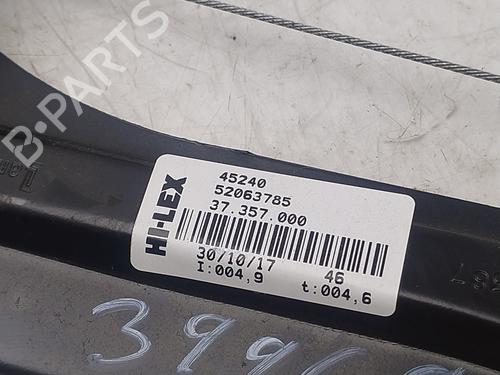 B-PARTS
HI-LEX
45240
52063785
37.357.000
30/10/17 46
I:004,9 t:004,6